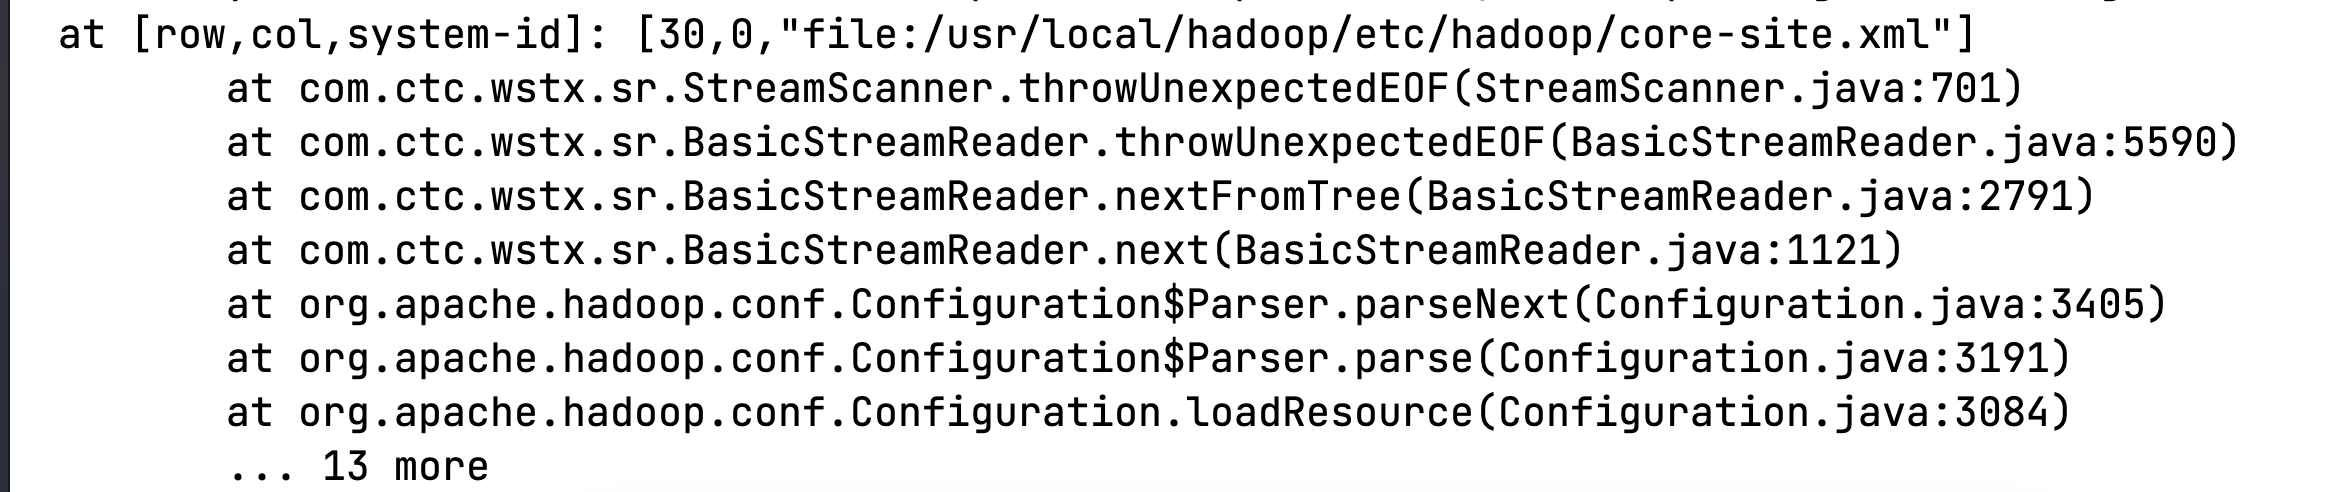 at [row,col,system-id]: [30,0,"file:/usr/local/hadoop/etc/hadoop/core-site.xml"]
at com.ctc.wstx.sr.StreamScanner.throwUnexpectedEOF(StreamScanner.java:701)
at com.ctc.wstx.sr.BasicStreamReader.throwUnexpectedEOF(BasicStreamReader.java:5590)
at com.ctc.wstx.sr.BasicStreamReader.nextFromTree(BasicStreamReader.java:2791)
at com.ctc.wstx.sr.BasicStreamReader.next(BasicStreamReader.java:1121)
at org.apache.hadoop.conf.Configuration$Parser.parseNext(Configuration.java:3405)
at org.apache.hadoop.conf.Configuration$Parser.parse(Configuration.java:3191)
at org.apache.hadoop.conf.Configuration.loadResource(Configuration.java:3084)
... 13 more